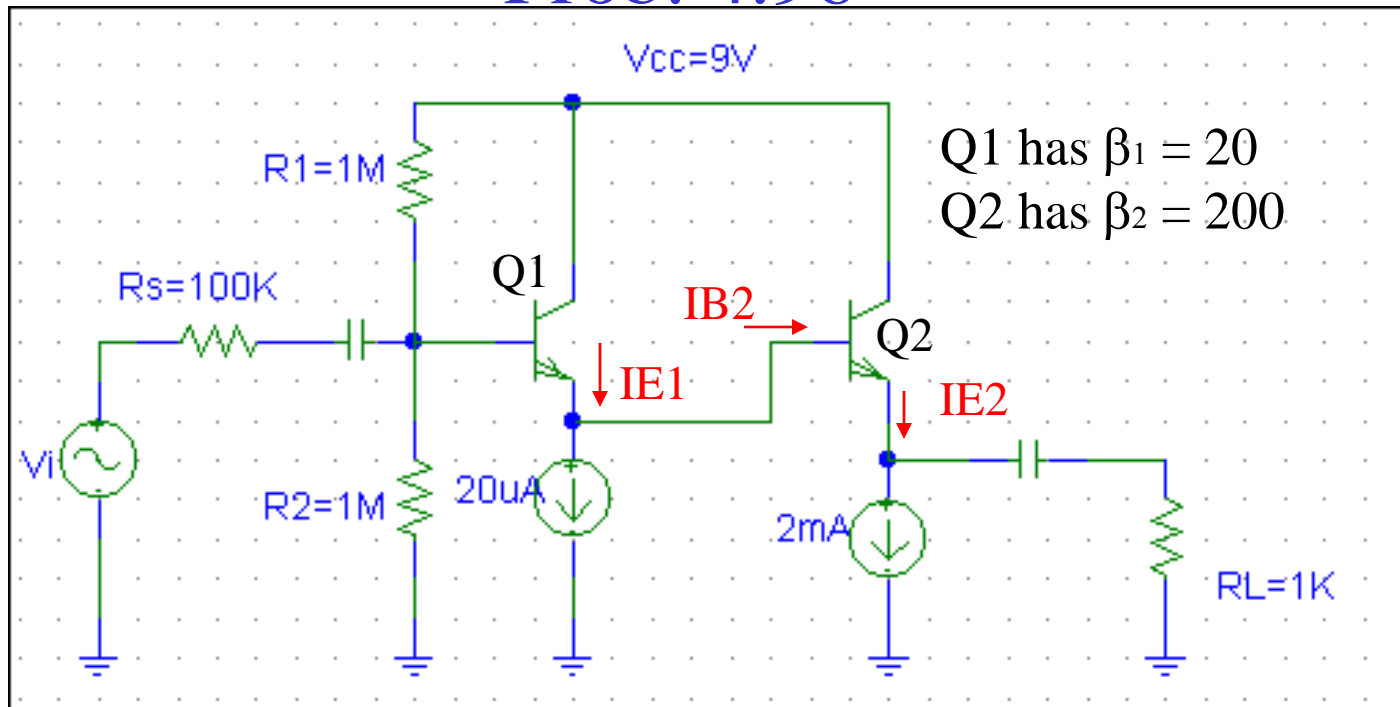 Vcc=9V
Q1 has β1 = 20
Q2 has β2 = 200
R1=1M
Rs=100K
Q1
IB2
Q2
IE1
IE2
Vi
R2=1M
20uA
2mA
RL=1K